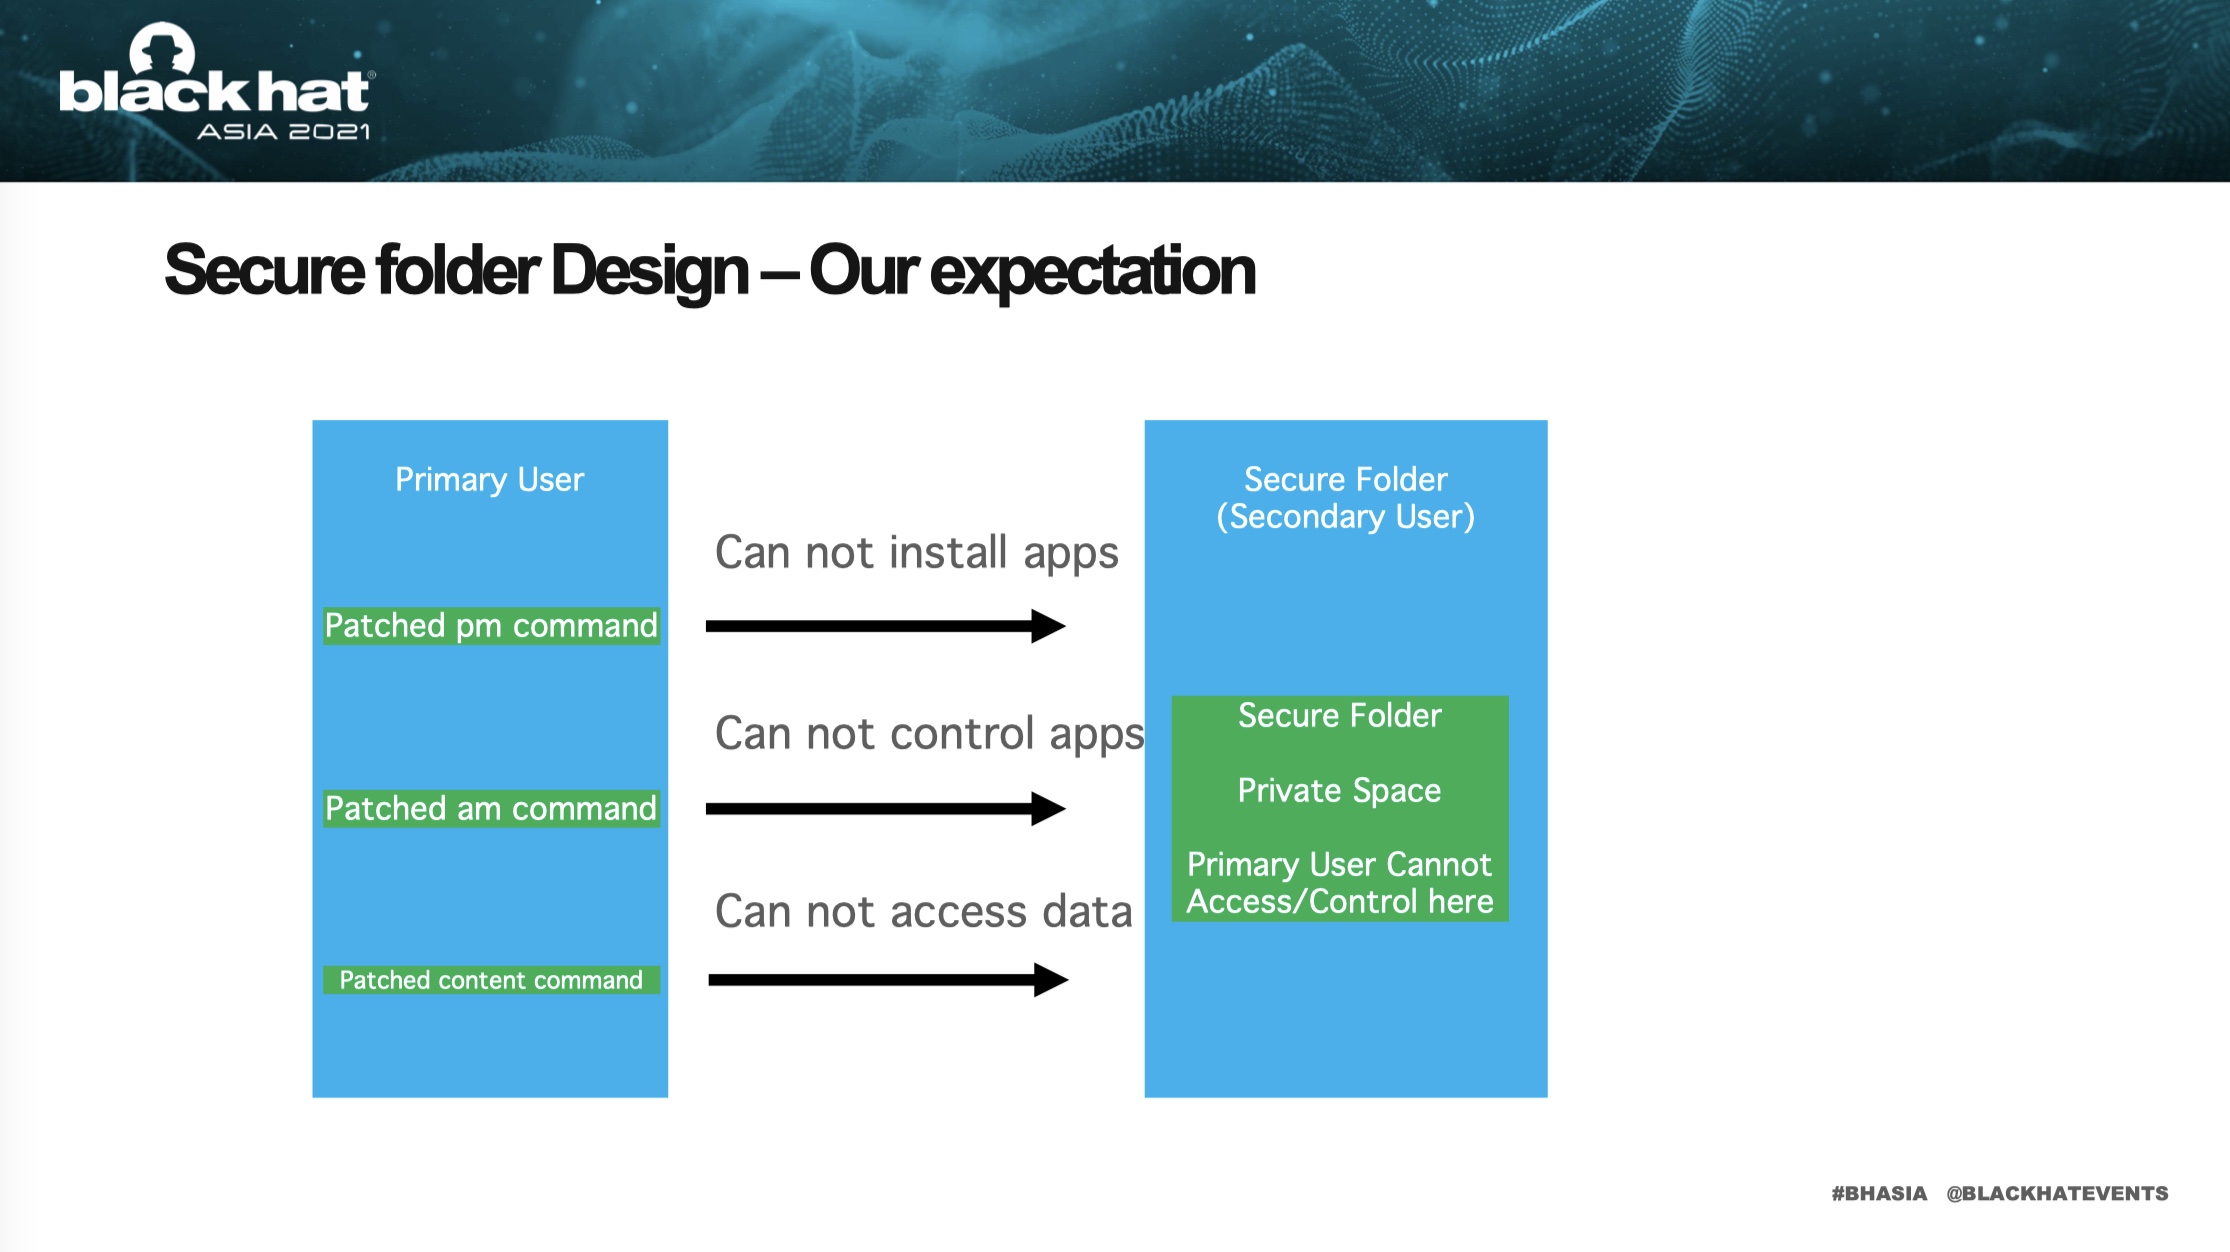 black hat®
ASIA 2021
Secure folder Design – Our expectation
Primary User
Patched pm command
Patched am command
Patched content command
Can not install apps
Can not control apps
Can not access data
Secure Folder
(Secondary User)
Secure Folder
Private Space
Primary User Cannot
Access/Control here
#BHASIA @BLACKHATEVENTS